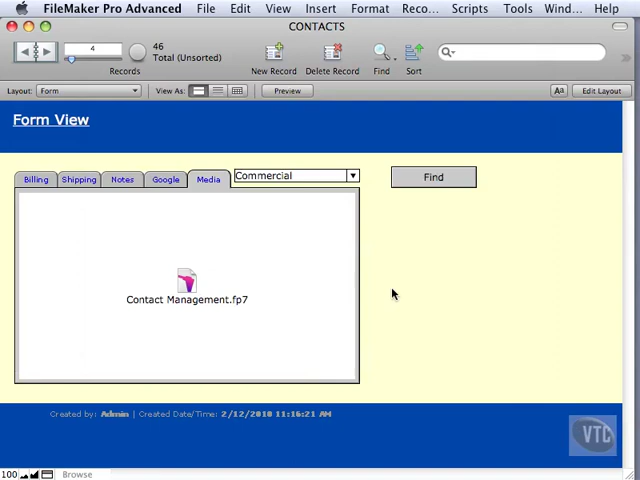 FileMaker Pro Advanced File Edit View Insert Format Reco... Scripts Tools Wind... Help
CONTACTS
4
46
Total (Unsorted)
Records
New Record
Delete Record
Find
Sort
Layout: Form
View As:
Preview
Aa
Edit Layout
Form View
Billing
Shipping
Notes
Google
Media
Commercial
Find
Contact Management.fp7
Created by: Admin | Created Date/Time: 2/12/2010 11:16:21 AM
VTC
100
Browse